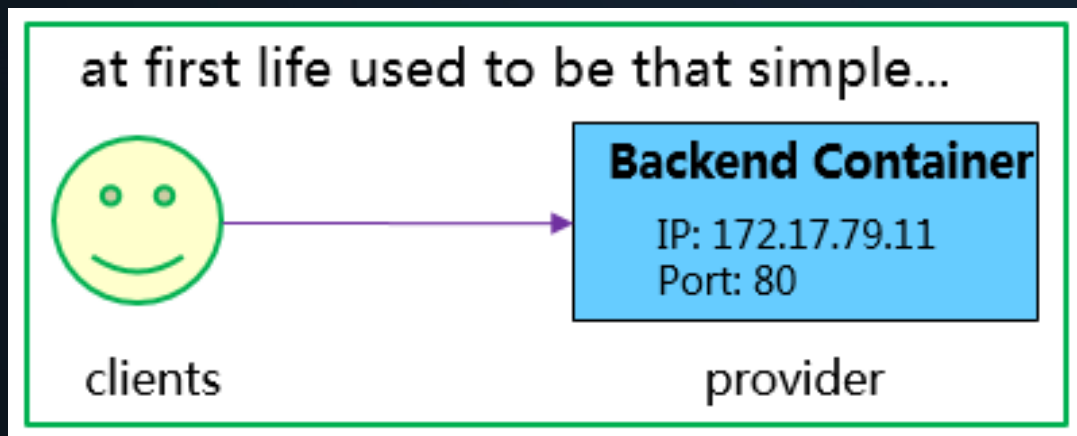 at first life used to be that simple...
Backend Container
IP: 172.17.79.11
Port: 80
clients
provider